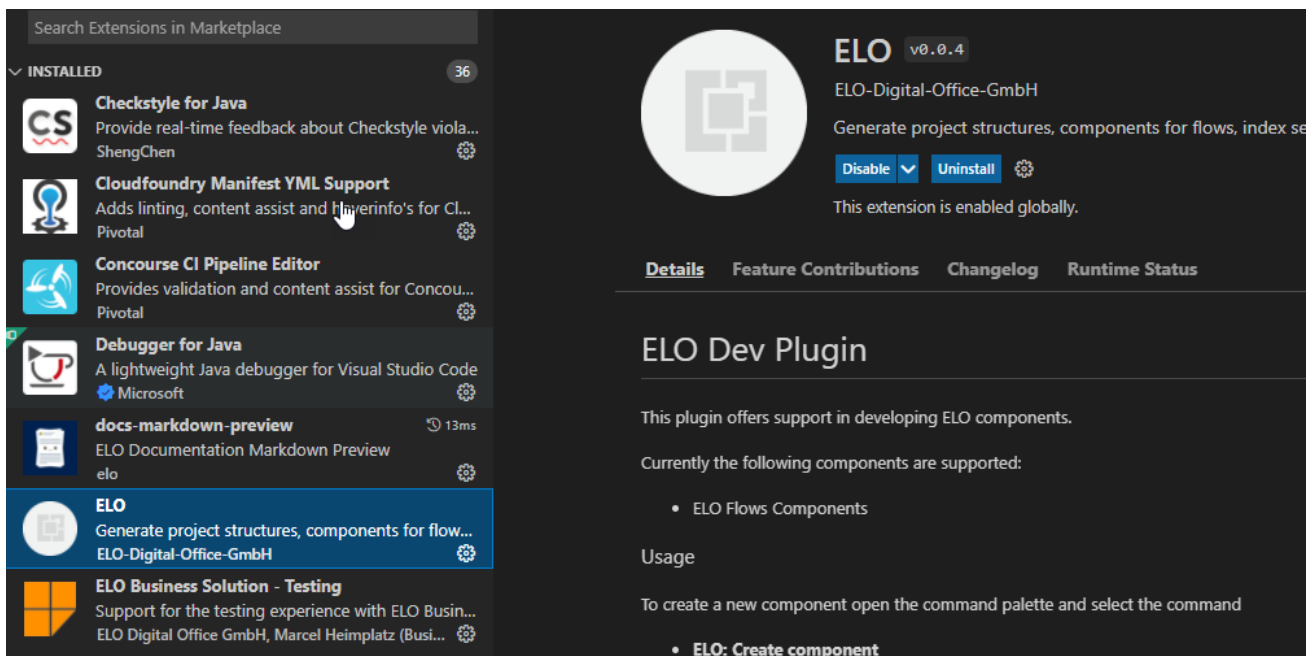 Search Extensions in Marketplace
INSTALLED 36
Checkstyle for Java
Provide real-time feedback about Checkstyle viola...
ShengChen
Cloudfoundry Manifest YML Support
Adds linting, content assist and hoverinfo's for Cl...
Pivotal
Concourse CI Pipeline Editor
Provides validation and content assist for Concou...
Pivotal
Debugger for Java
A lightweight Java debugger for Visual Studio Code
Microsoft
docs-markdown-preview 13ms
ELO Documentation Markdown Preview
elo
ELO
Generate project structures, components for flow...
ELO-Digital-Office-GmbH
ELO Business Solution - Testing
Support for the testing experience with ELO Busin...
ELO Digital Office GmbH, Marcel Heimplatz (Busi...
CS
ELO v0.0.4
ELO-Digital-Office-GmbH
Generate project structures, components for flows, index se
Disable Uninstall
This extension is enabled globally.
Details Feature Contributions Changelog Runtime Status
ELO Dev Plugin
This plugin offers support in developing ELO components.
Currently the following components are supported:
• ELO Flows Components
Usage
To create a new component open the command palette and select the command
• ELO: Create component